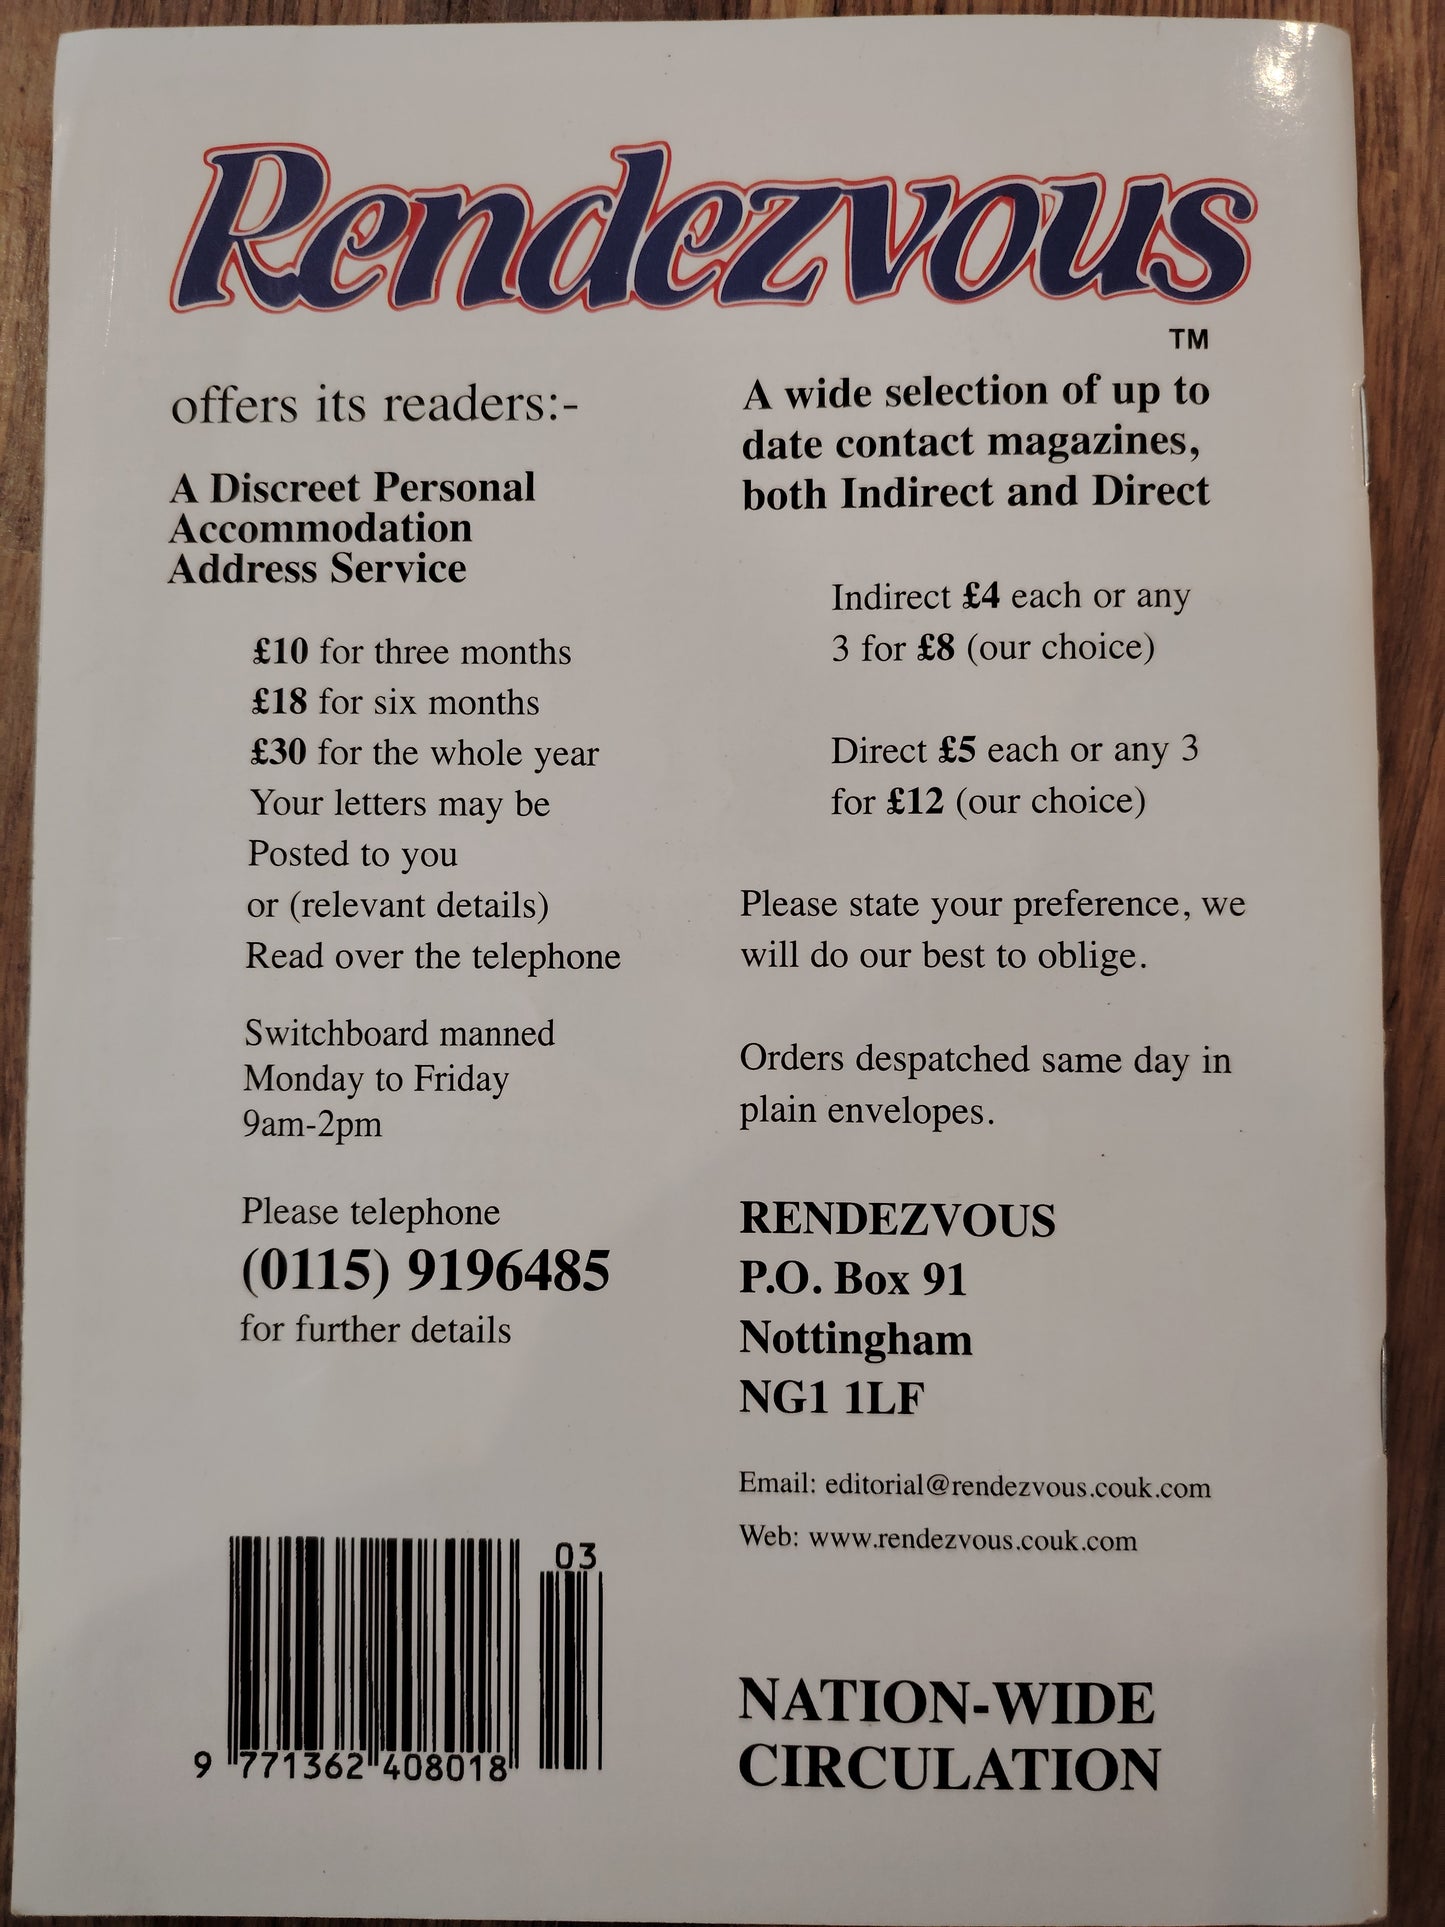 Rendezvous
TM
offers its readers:-
A Discreet Personal
Accommodation
Address Service
£10 for three months
£18 for six months
£30 for the whole year
Your letters may be
Posted to you
or (relevant details)
Read over the telephone
Switchboard manned
Monday to Friday
9am-2pm
Please telephone
(0115) 9196485
for further details
A wide selection of up to
date contact magazines,
both Indirect and Direct
Indirect £4 each or any
3 for £8 (our choice)
Direct £5 each or any 3
for £12 (our choice)
Please state your preference, we
will do our best to oblige.
Orders despatched same day in
plain envelopes.
RENDEZVOUS
P.O. Box 91
Nottingham
NG1 1LF
Email: editorial@rendezvous.couk.com
Web: www.rendezvous.couk.com
NATION-WIDE
CIRCULATION
03
9 771362 408018